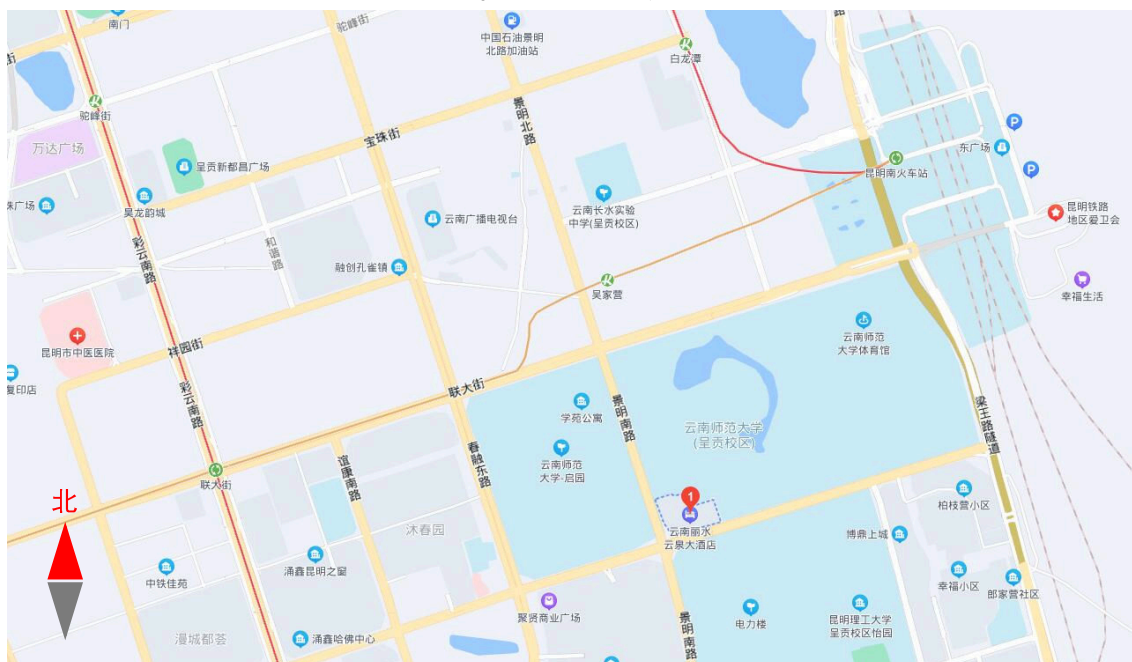 南门
驼峰街
中国石油景明
北路加油站
白龙潭
路
街
驼峰街
景明北路
万达广场
宝珠街
呈贡新都昌广场
东广场
昆明南火车站
P
P
珠广场
吴龙韵城
云南广播电视台
云南长水实验
中学(呈贡校区)
昆明铁路
地区爱卫会
彩云南路
和谐路
融创孔雀镇
吴家营
幸福生活
昆明市中医医院
祥园街
云南师范
大学体育馆
复印店
彩云南路
联大街
学苑公寓
景明南路
梁王路隧道
云南师范大学
(呈贡校区)
春融东路
云南师范
大学-启园
联大街
谊康南路
北
1
云南丽水
云泉大酒店
柏枝营小区
沐春园
博鼎上城
中铁佳苑
涌鑫昆明之窗
幸福小区
郎家营社区
聚贤商业广场
电力楼
昆明理工大学
呈贡校区怡园
景明南路
漫城都荟
涌鑫哈佛中心